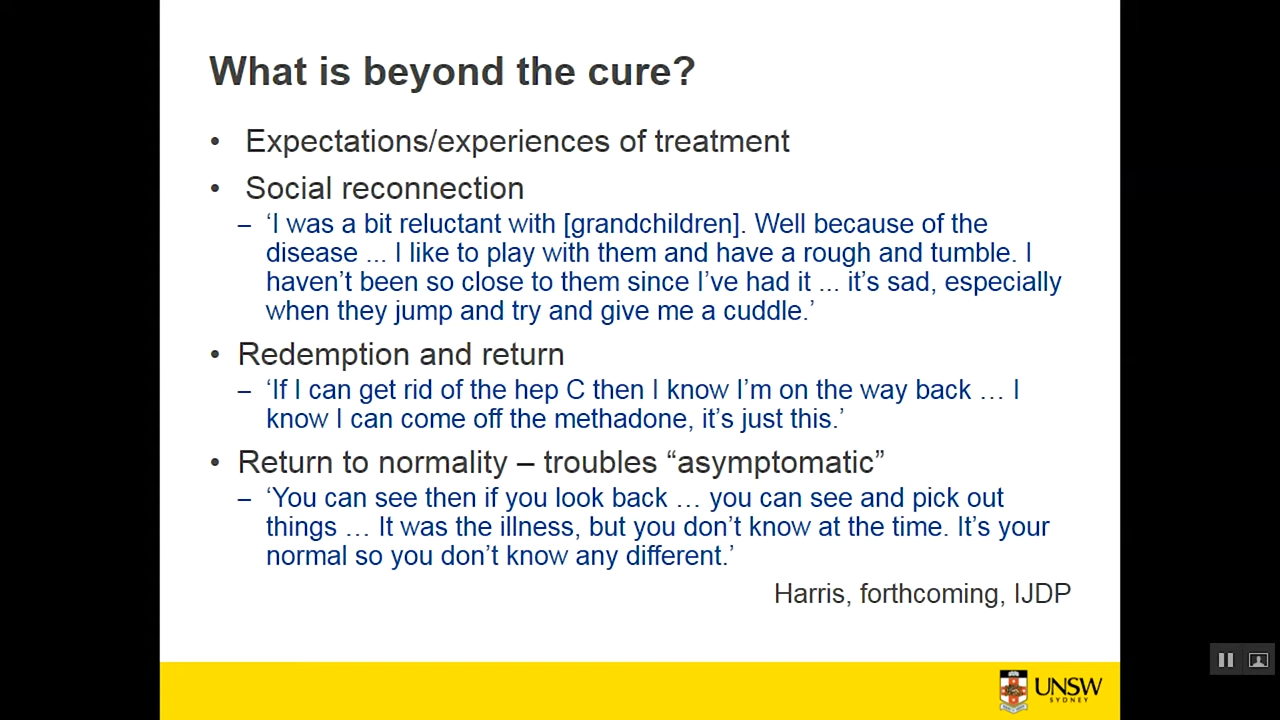 What is beyond the cure?
• Expectations/experiences of treatment
• Social reconnection
– ‘I was a bit reluctant with [grandchildren]. Well because of the
disease ... I like to play with them and have a rough and tumble. I
haven’t been so close to them since I’ve had it ... it’s sad, especially
when they jump and try and give me a cuddle.’
• Redemption and return
– ‘If I can get rid of the hep C then I know I’m on the way back … I
know I can come off the methadone, it’s just this.’
• Return to normality – troubles “asymptomatic”
– ‘You can see then if you look back … you can see and pick out
things … It was the illness, but you don’t know at the time. It’s your
normal so you don’t know any different.’
Harris, forthcoming, IJDP
UNSW
SYDNEY